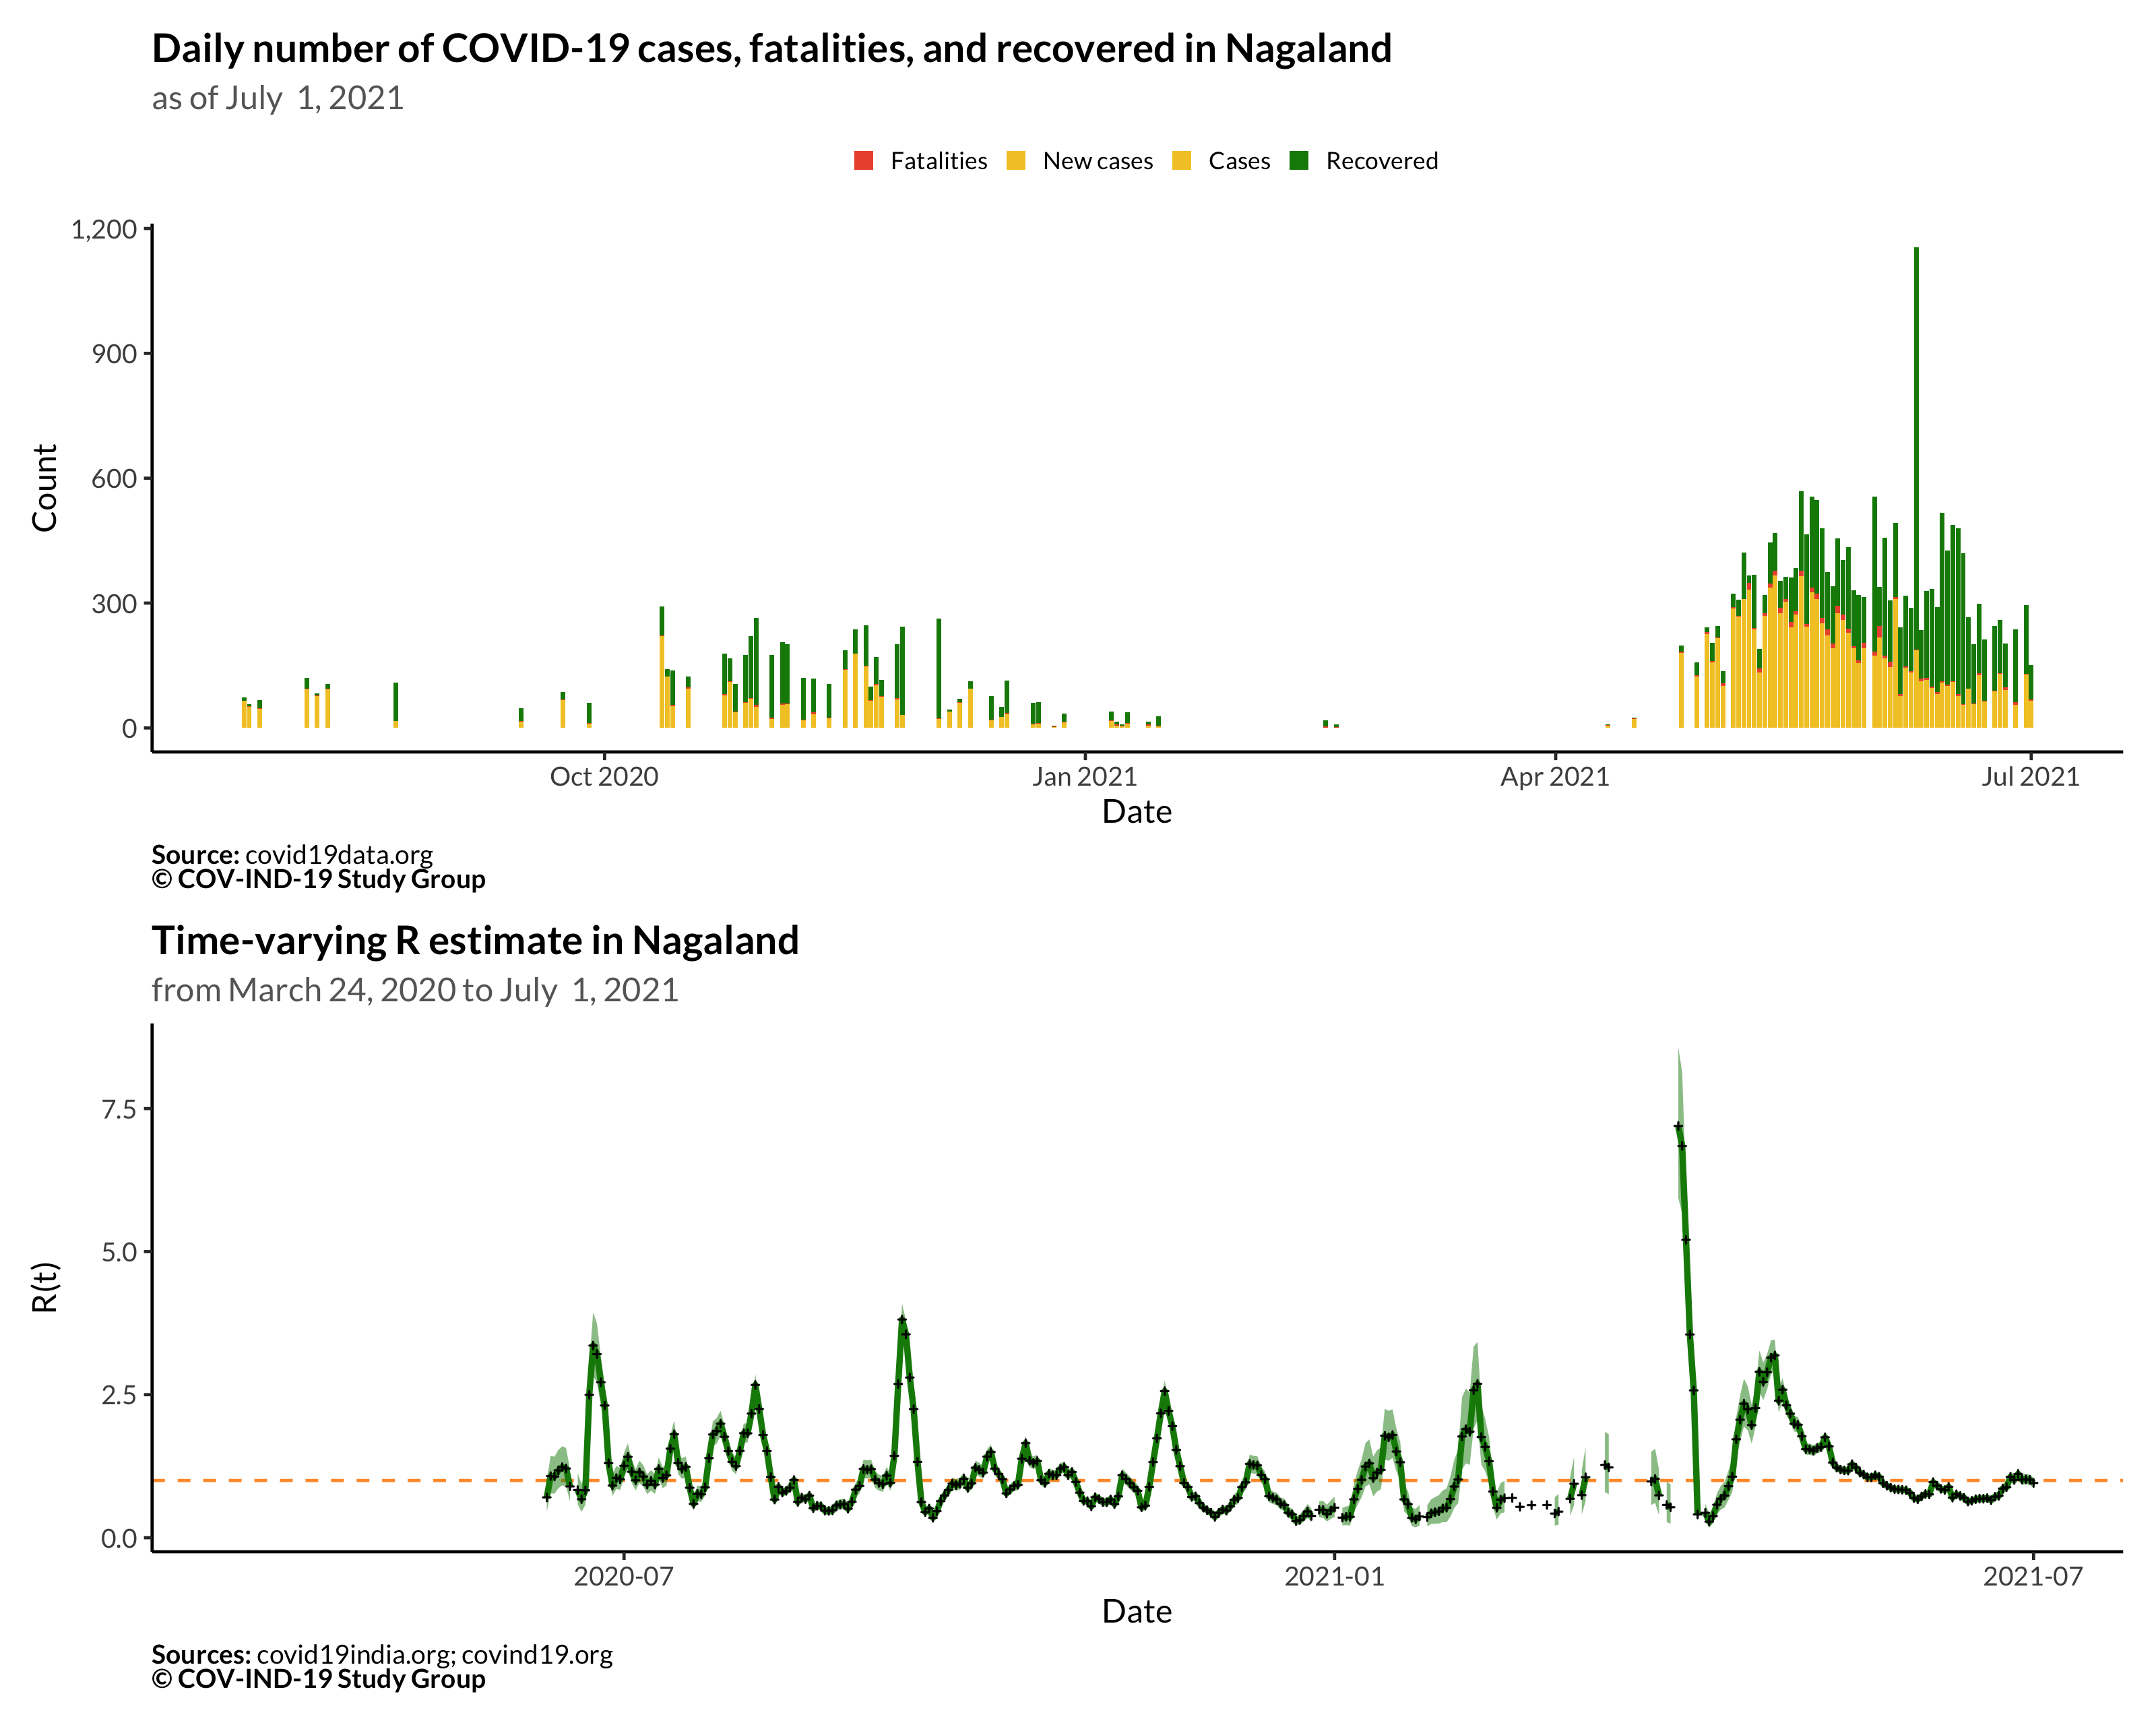 Daily number of COVID-19 cases, fatalities, and recovered in Nagaland
as of July  1, 2021
Fatalities New cases Cases Recovered
1,200
900
600
300
0
Count
Oct 2020 Jan 2021 Apr 2021 Jul 2021
Date
Source: covid19data.org
© COV-IND-19 Study Group
Time-varying R estimate in Nagaland
from March 24, 2020 to July  1, 2021
7.5
5.0
2.5
0.0
R(t)
2020-07 2021-01 2021-07
Date
Sources: covid19india.org; covind19.org
© COV-IND-19 Study Group